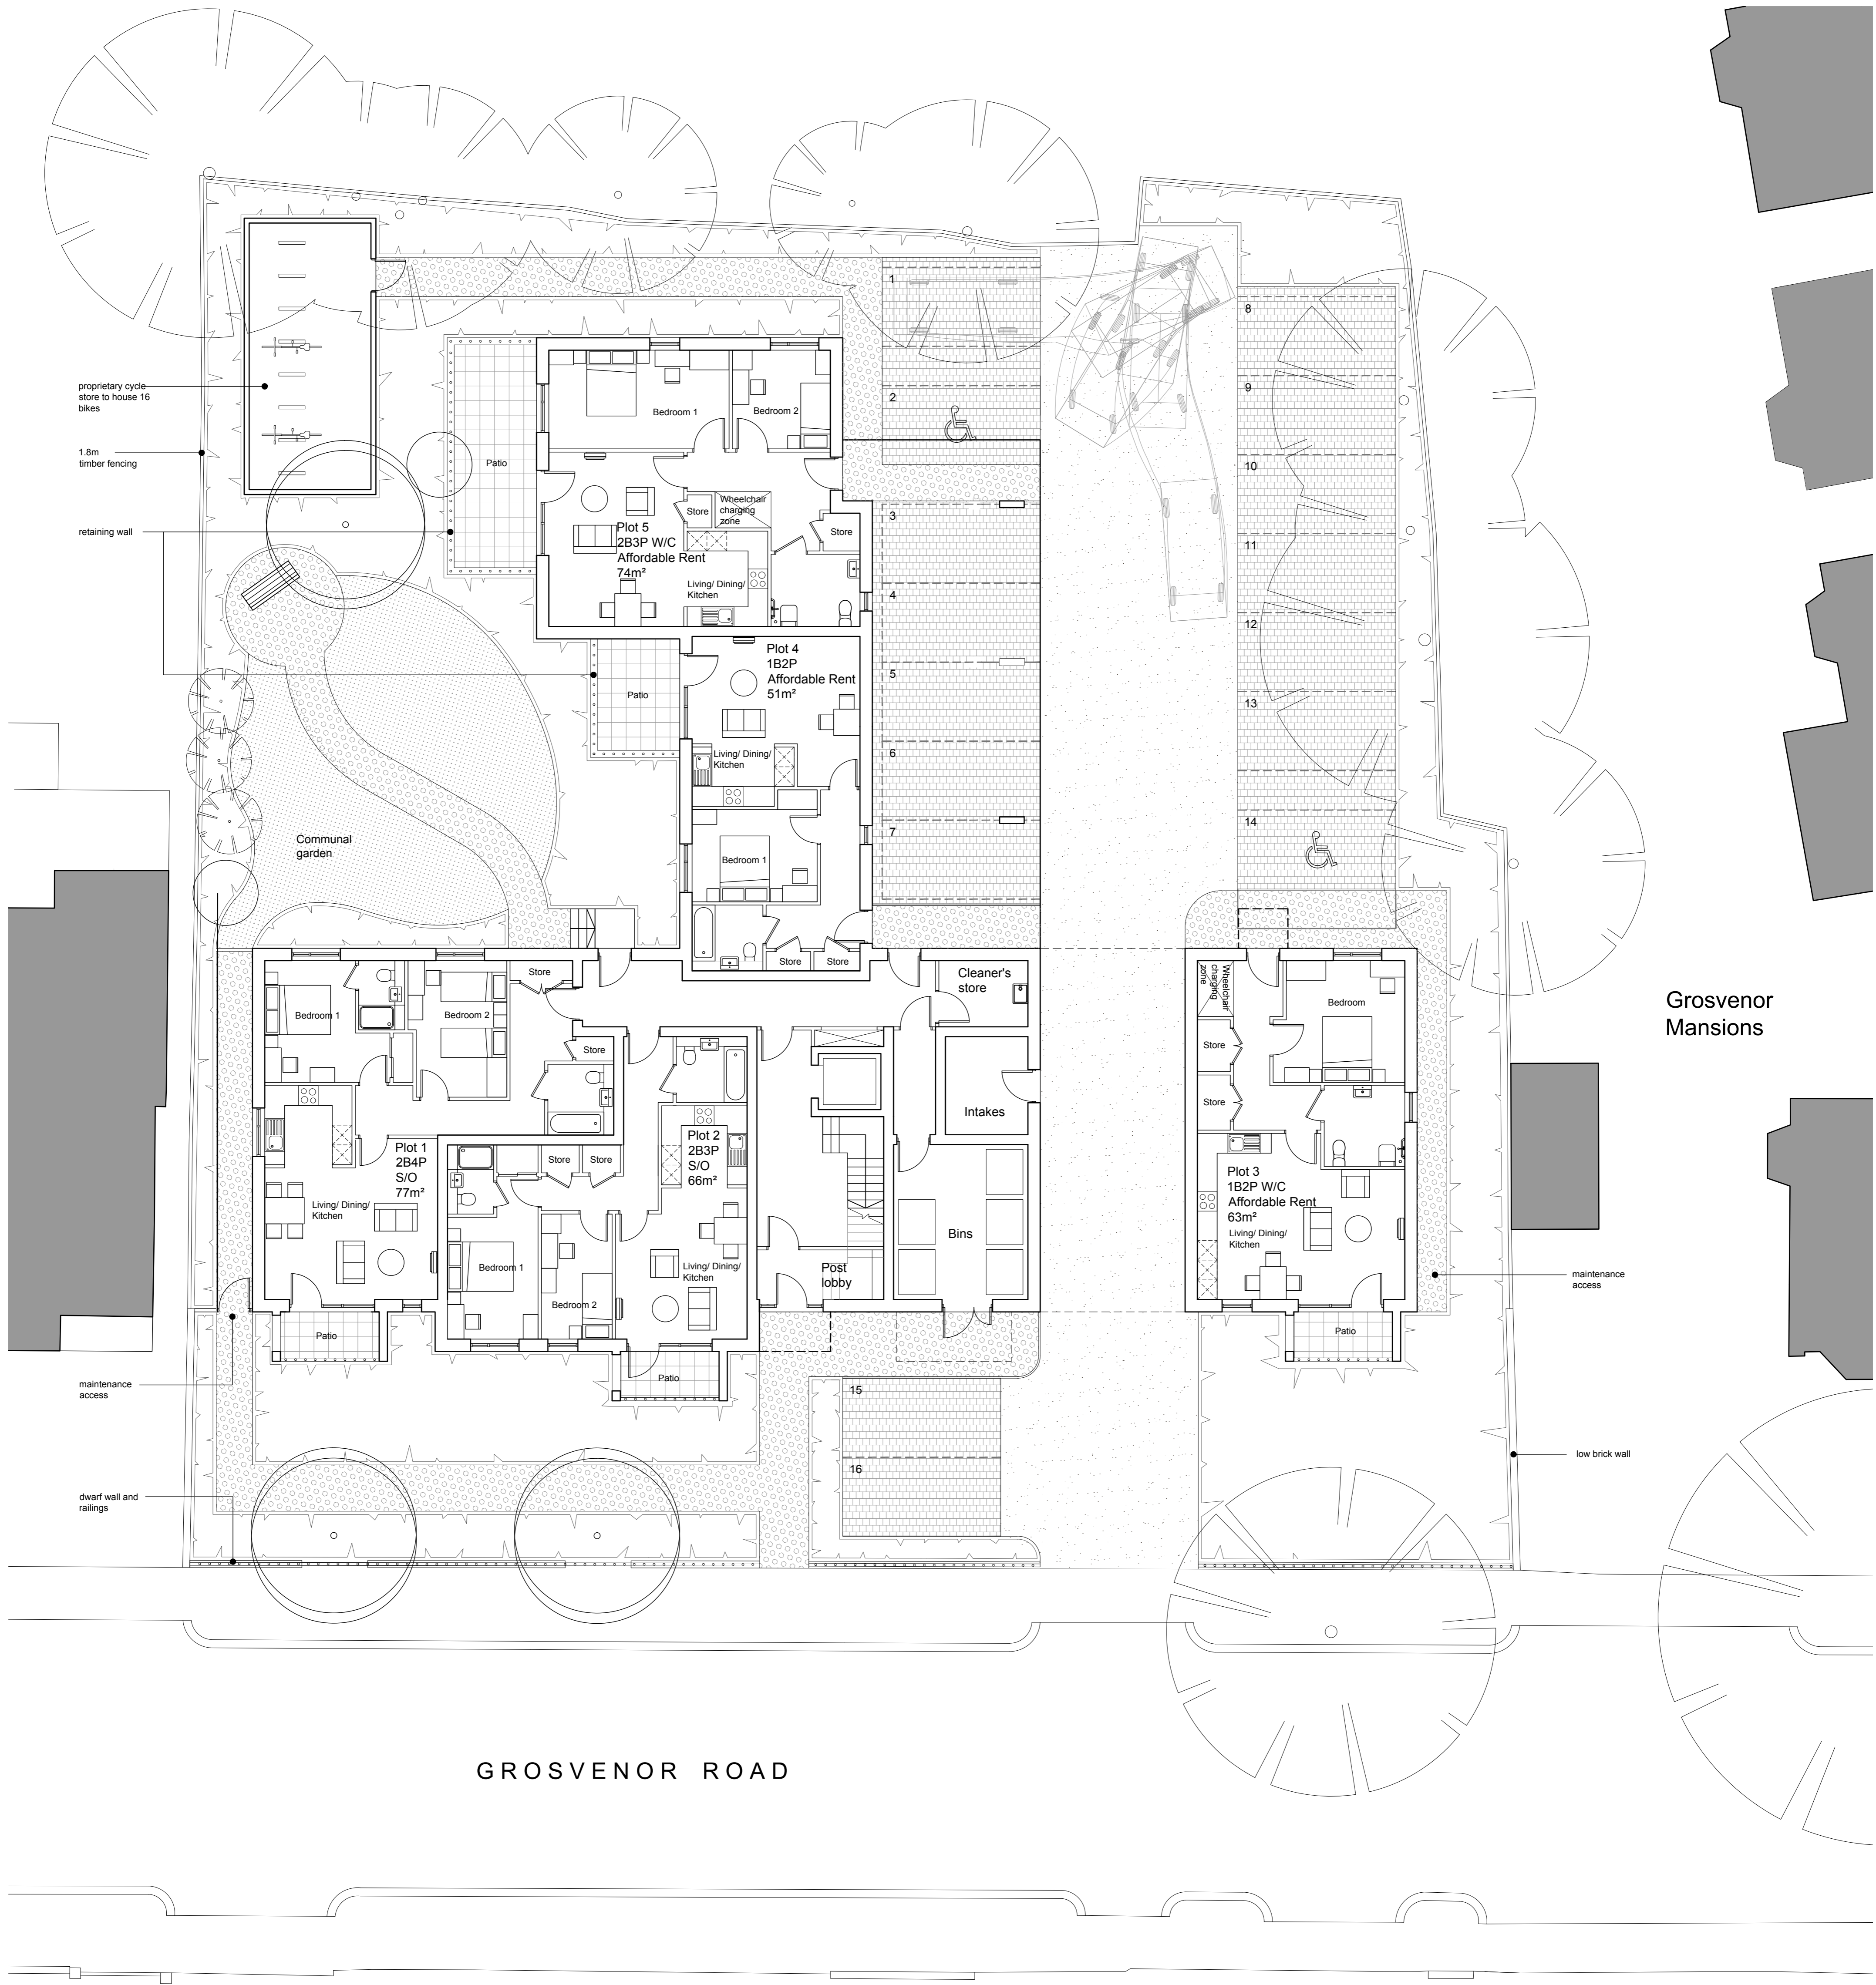 proprietary cycle
store to house 16
bikes
1.8m
timber fencing
retaining wall
Patio
Bedroom 1
Bedroom 2
Store
Wheelchair
charging
zone
Store
Plot 5
2B3P W/C
Affordable Rent
74m²
Living/ Dining/
Kitchen
Patio
Plot 4
1B2P
Affordable Rent
51m²
Living/ Dining/
Kitchen
Bedroom 1
Store
Store
1
2
3
4
5
6
7
8
9
10
11
12
13
14
Communal
garden
Grosvenor
Mansions
Bedroom 1
Bedroom 2
Store
Store
Plot 1
2B4P
S/O
77m²
Living/ Dining/
Kitchen
Patio
Store
Store
Plot 2
2B3P
S/O
66m²
Bedroom 1
Bedroom 2
Living/ Dining/
Kitchen
Patio
Cleaner's
store
Intakes
Bins
Post
lobby
Wheelchair
charging
zone
Bedroom
Store
Store
Plot 3
1B2P W/C
Affordable Rent
63m²
Living/ Dining/
Kitchen
Patio
maintenance
access
maintenance
access
15
16
low brick wall
dwarf wall and
railings
GROSVENOR ROAD